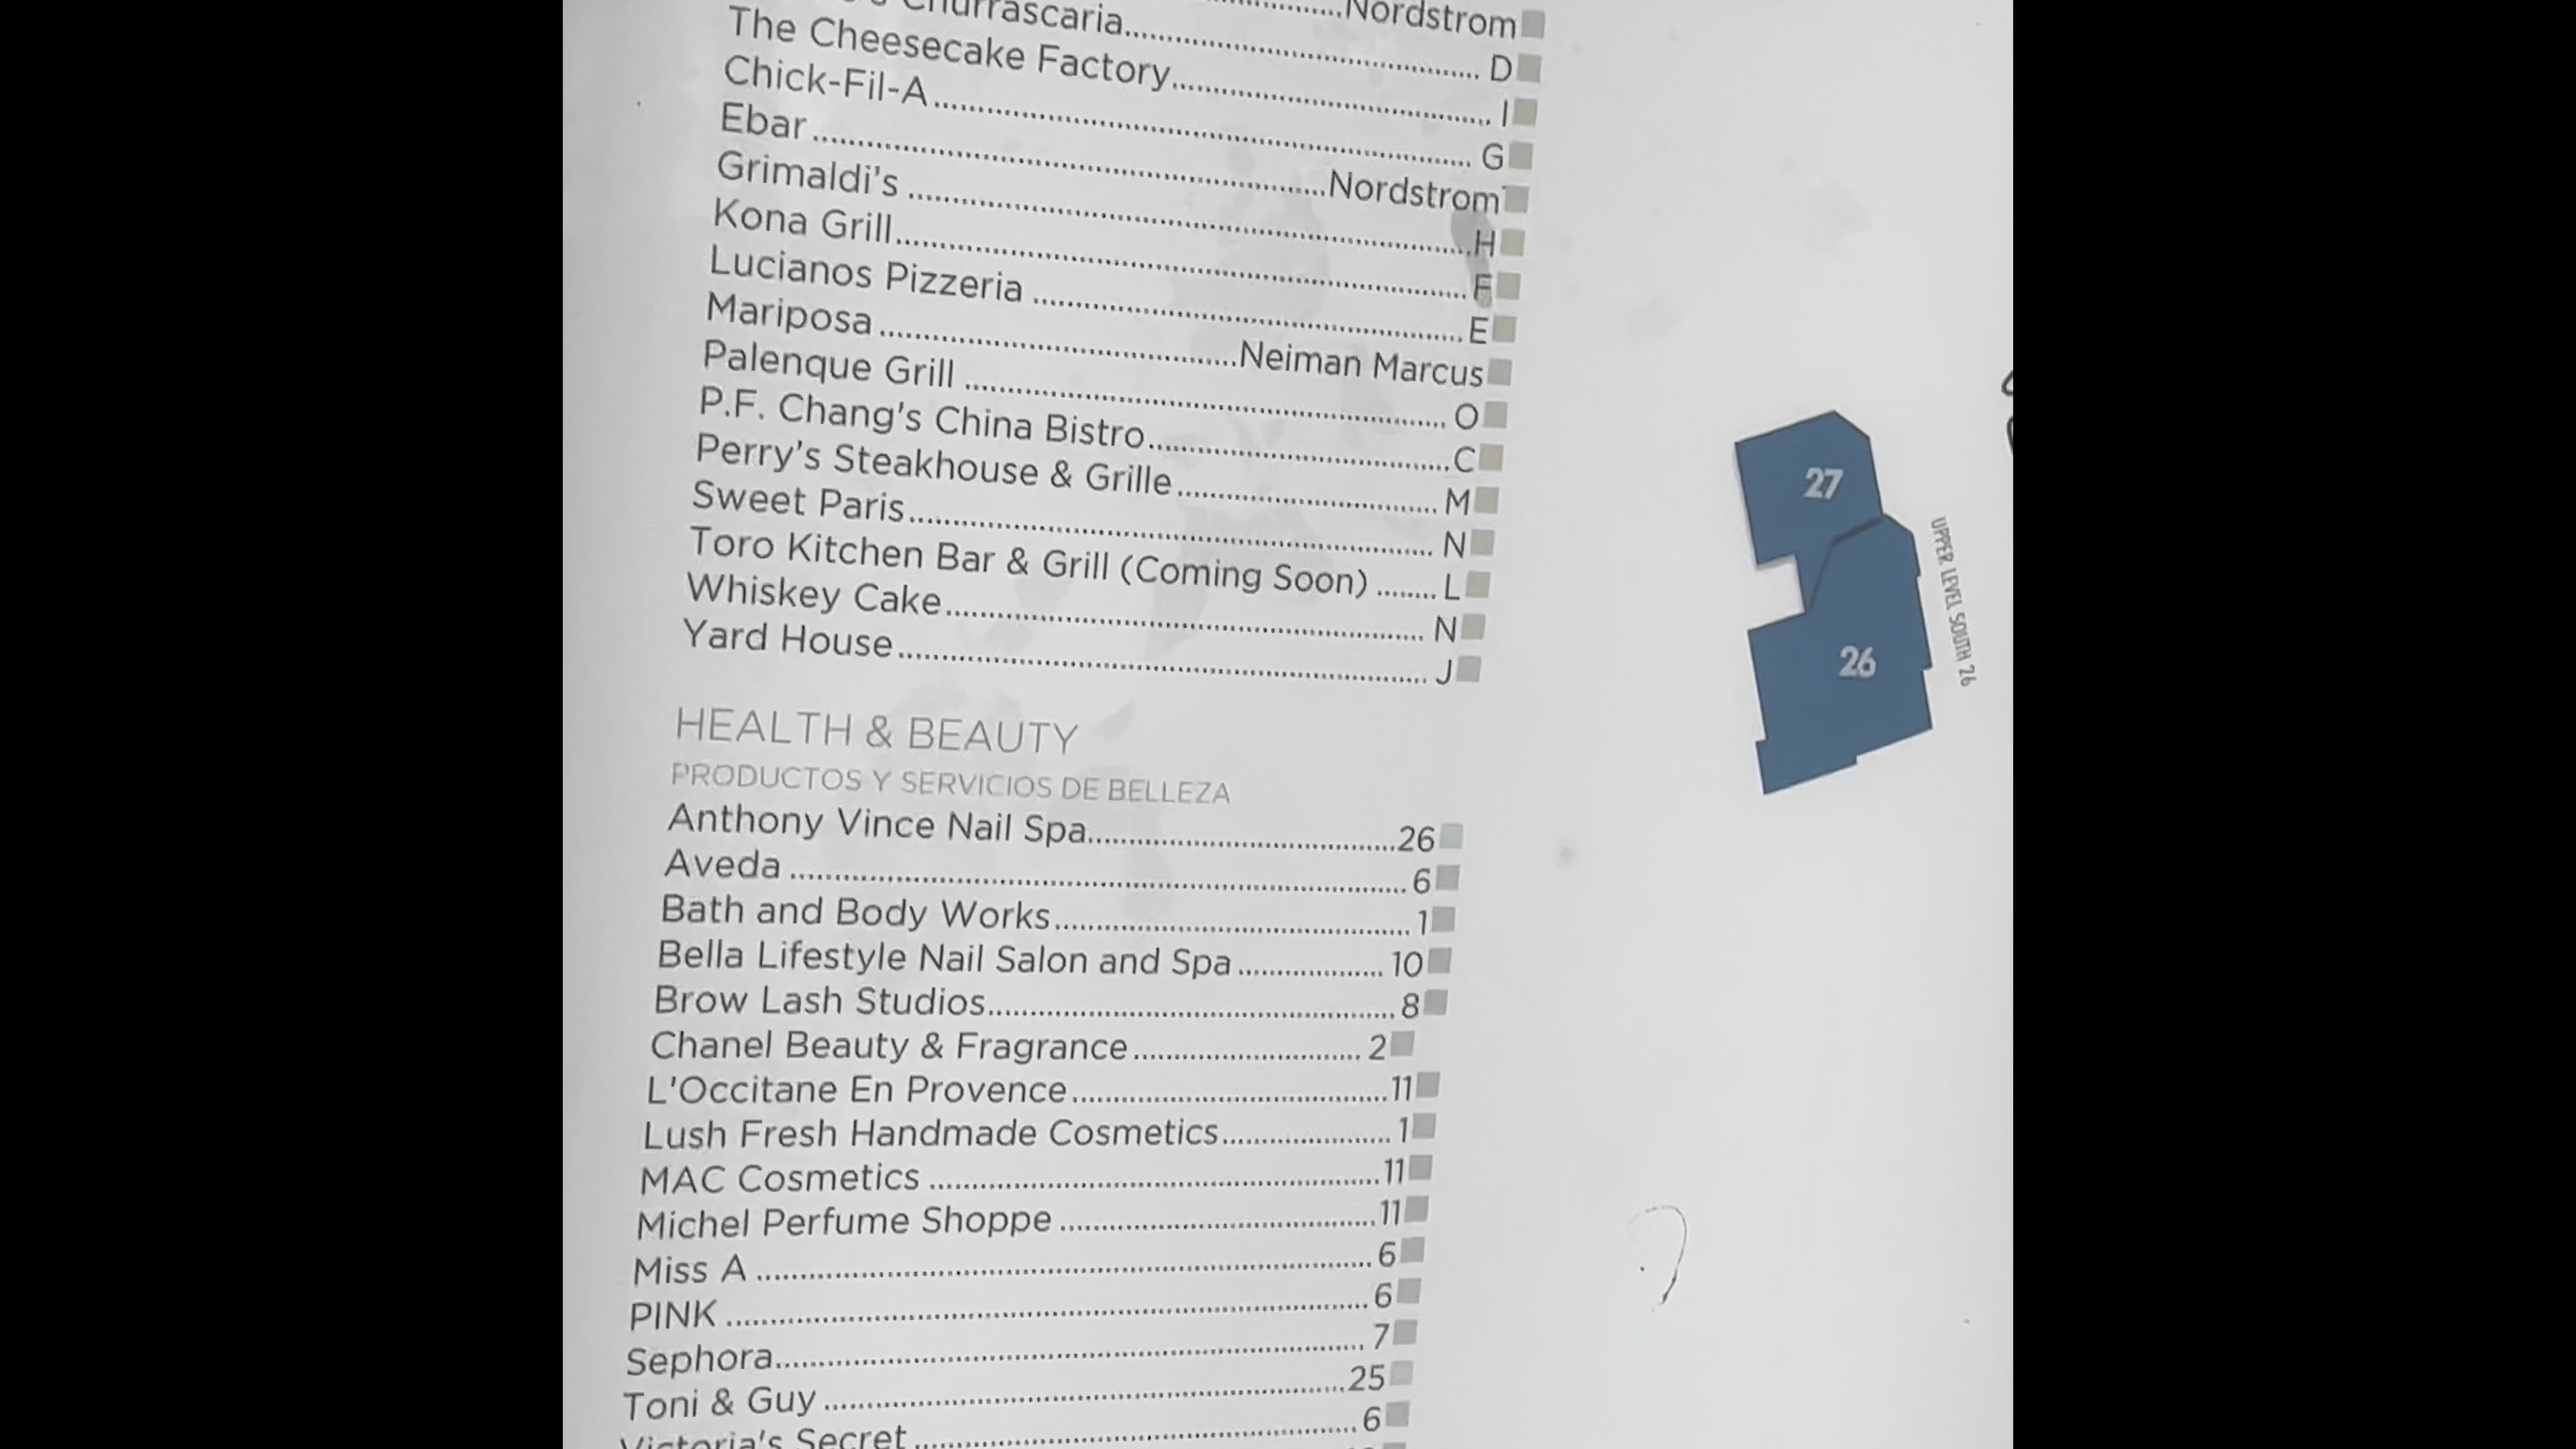 Nordstrom
Churrascaria........D
The Cheesecake Factory........I
Chick-Fil-A........G
Ebar........Nordstrom
Grimaldi's........H
Kona Grill........F
Lucianos Pizzeria........E
Mariposa........Neiman Marcus
Palenque Grill........O
P.F. Chang's China Bistro........C
Perry's Steakhouse & Grille........M
Sweet Paris........N
Toro Kitchen Bar & Grill (Coming Soon)........L
Whiskey Cake........N
Yard House........J
HEALTH & BEAUTY
PRODUCTOS Y SERVICIOS DE BELLEZA
Anthony Vince Nail Spa........26
Aveda........6
Bath and Body Works........1
Bella Lifestyle Nail Salon and Spa........10
Brow Lash Studios........8
Chanel Beauty & Fragrance........2
L'Occitane En Provence........11
Lush Fresh Handmade Cosmetics........1
MAC Cosmetics........11
Michel Perfume Shoppe........11
Miss A........6
PINK........6
Sephora........7
Toni & Guy........25
Victoria's Secret........6
27
26
UPPER LEVEL SOUTH 26